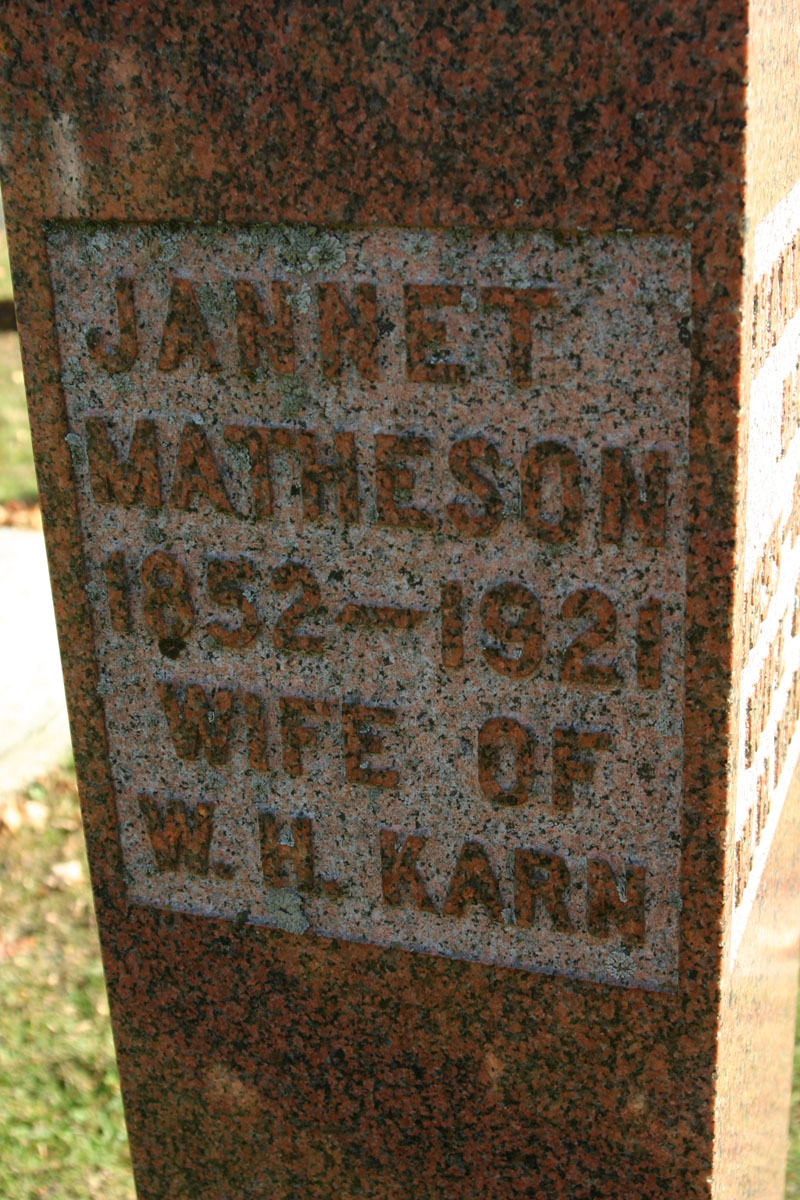 JANNET
MATHESON
1852–1921
WIFE OF
W. H. KARN